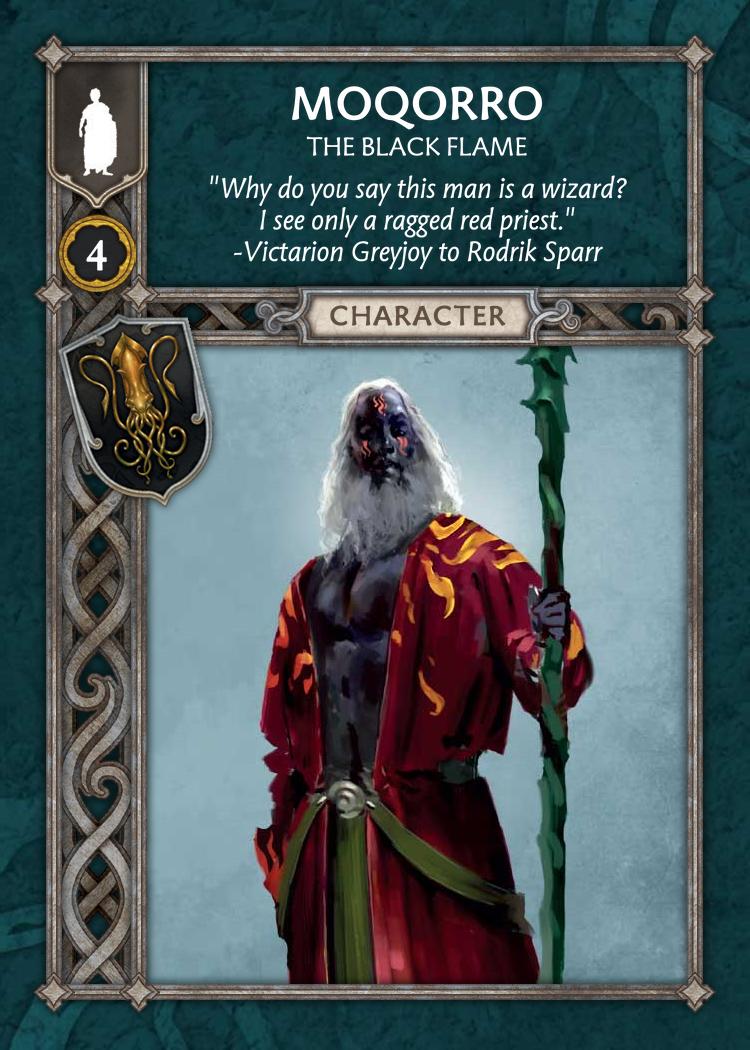 MOQORRO
THE BLACK FLAME
"Why do you say this man is a wizard?
I see only a ragged red priest."
-Victarion Greyjoy to Rodrik Sparr
4
CHARACTER